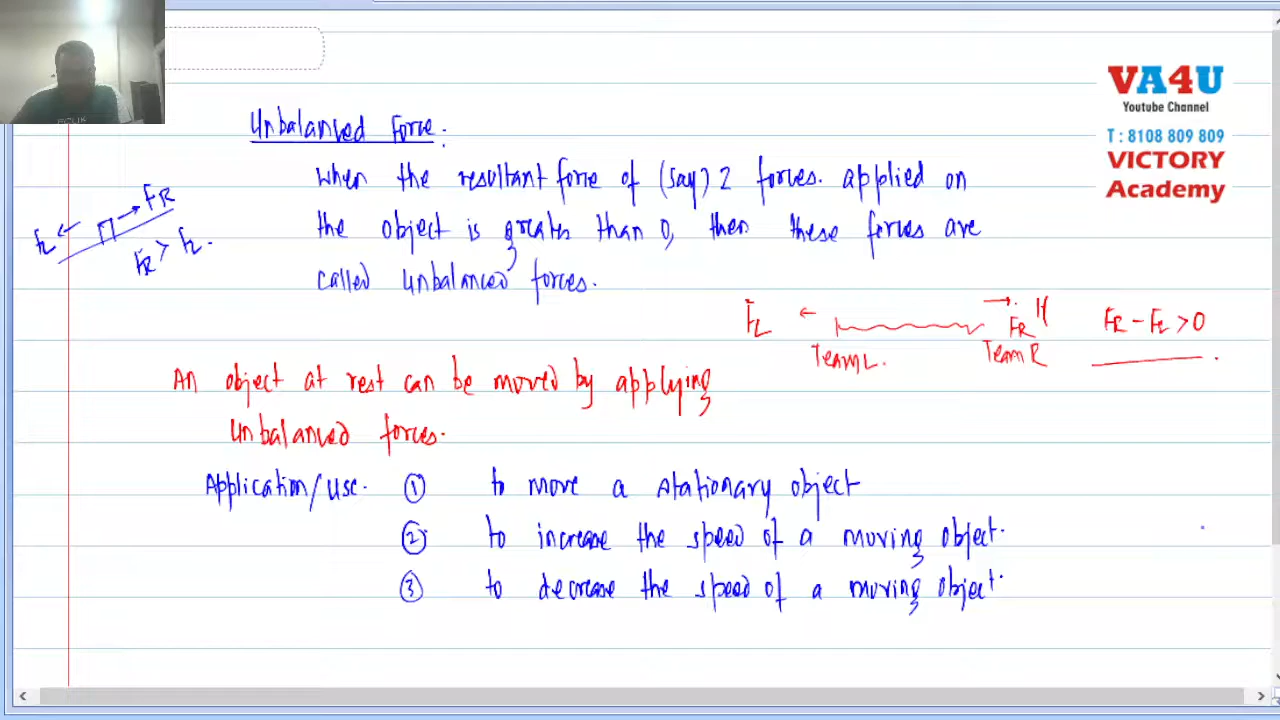 VA4U
Youtube Channel
T : 8108 809 809
VICTORY
Academy
Unbalanced Force.
When the resultant force of (say) 2 forces. applied on
the object is greater than 0, then these forces are
called Unbalanced forces.
FL ← → FR
FR > FL.
FL ← → FR
Team L. Team R
FR - FL > 0
An object at rest can be moved by applying
Unbalanced forces.
Application/Use. ① to move a stationary object
② to increase the speed of a moving object.
③ to decrease the speed of a moving object.